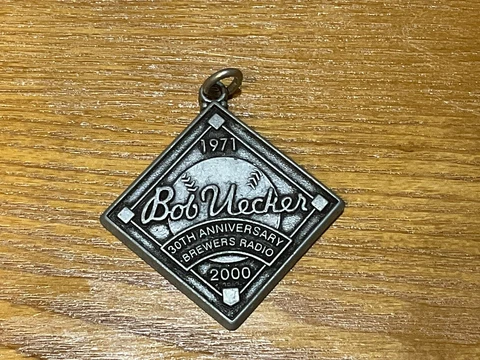 1971
Bob Uecker
30TH ANNIVERSARY
BREWERS RADIO
2000